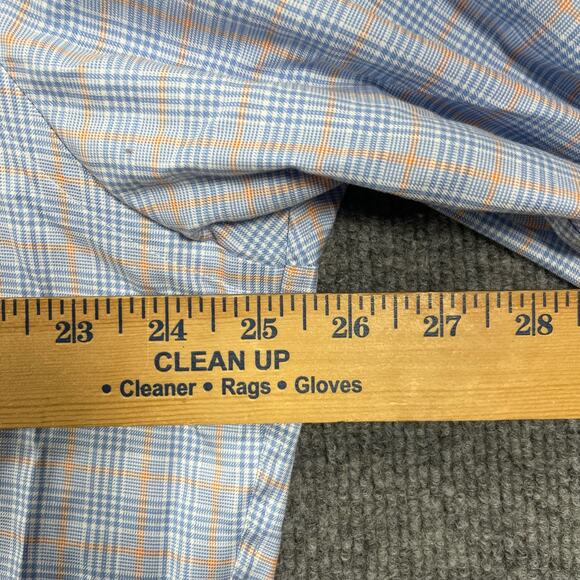 23 24 25 26 27 28
CLEAN UP
• Cleaner • Rags • Gloves